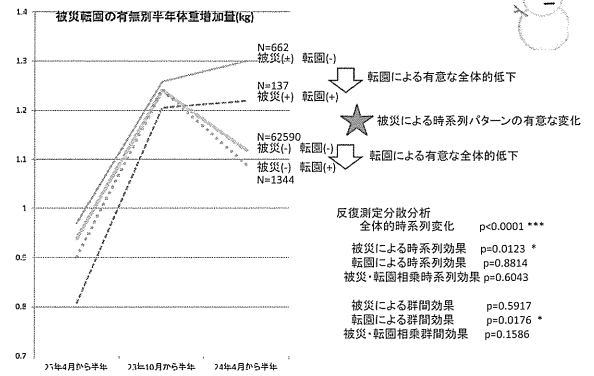 被災転園の有無別半年体重増加量(kg)
1.4
1.3
1.2
1.1
1
0.9
0.8
0.7
N=662
被災(+) 転園(-)
N=137
被災(+) 転園(+)
N=62590
被災(-) 転園(-)
被災(-) 転園(+)
N=1344
転園による有意な全体的低下
被災による時系列パターンの有意な変化
転園による有意な全体的低下
反復測定分散分析
全体的時系列変化 p<0.0001 ***
被災による時系列効果 p=0.0123 *
転園による時系列効果 p=0.8814
被災・転園相乗時系列効果 p=0.6043
被災による群間効果 p=0.5917
転園による群間効果 p=0.0176 *
被災・転園相乗群間効果 p=0.1586
年4月から半年
23年10月から半年
24年4月から半年